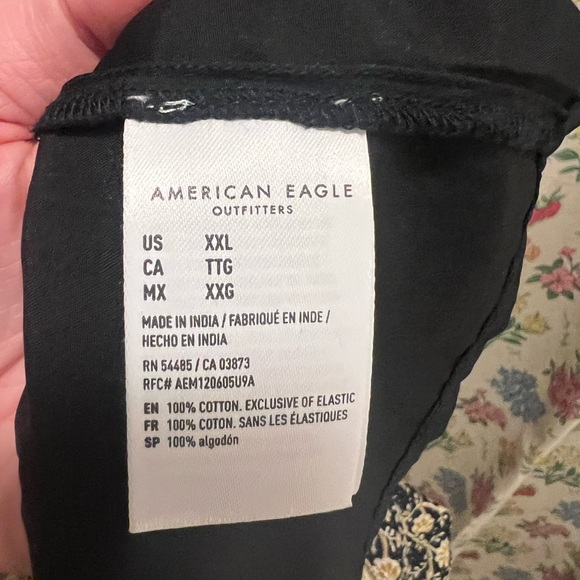 AMERICAN EAGLE
OUTFITTERS
US XXL
CA TTG
MX XXG
MADE IN INDIA / FABRIQUÉ EN INDE /
HECHO EN INDIA
RN 54485 / CA 03873
RFC# AEM120605U9A
EN 100% COTTON. EXCLUSIVE OF ELASTIC
FR 100% COTON. SANS LES ÉLASTIQUES
SP 100% algodón